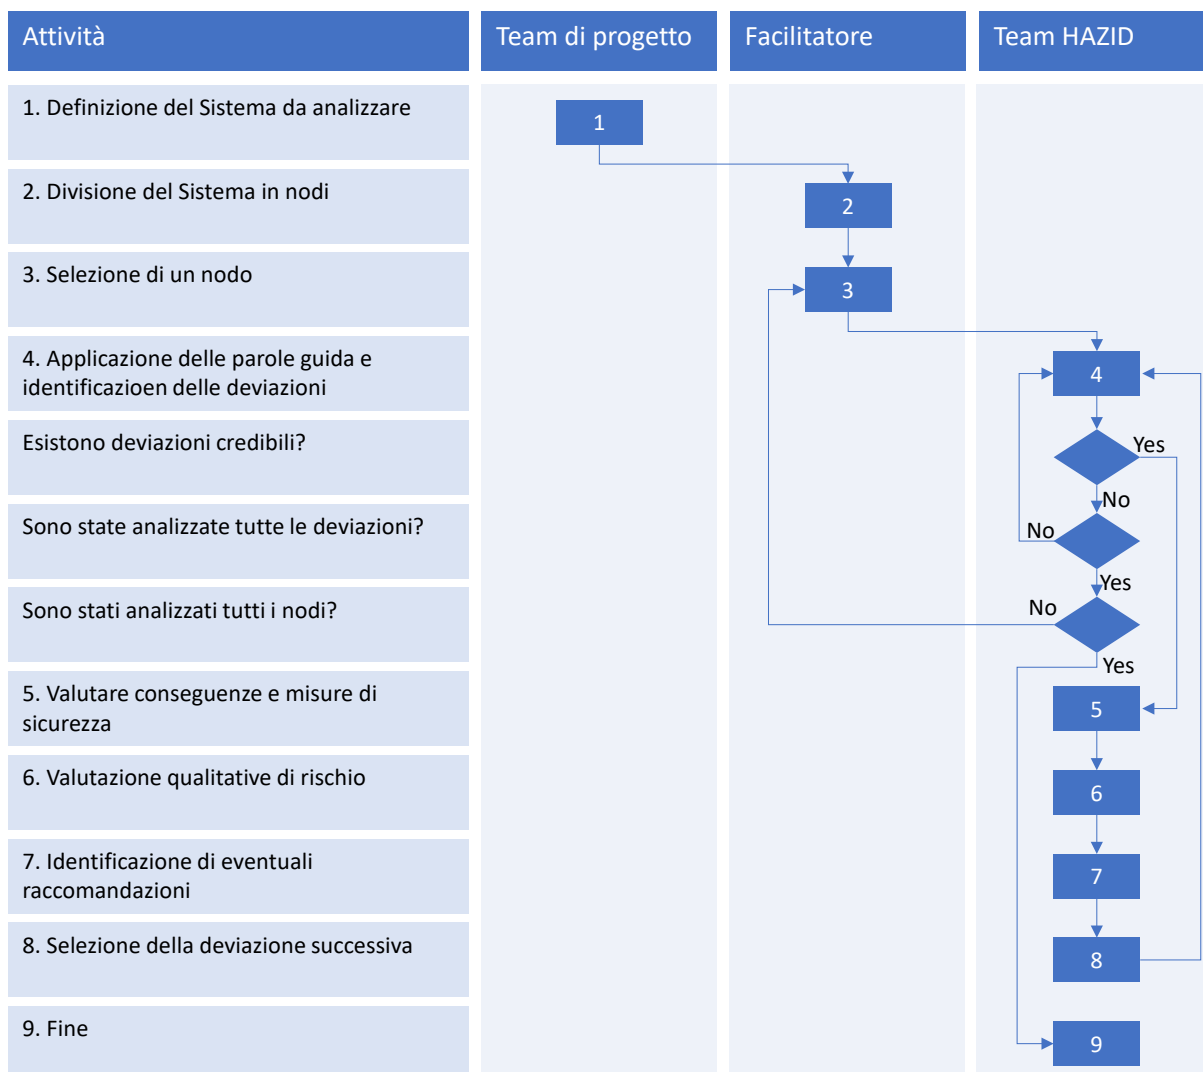 Attività
Team di progetto
Facilitatore
Team HAZID
1. Definizione del Sistema da analizzare
1
2. Divisione del Sistema in nodi
2
3. Selezione di un nodo
3
4. Applicazione delle parole guida e
identificazioen delle deviazioni
4
Esistono deviazioni credibili?
Yes
No
Sono state analizzate tutte le deviazioni?
No
Yes
Sono stati analizzati tutti i nodi?
No
Yes
5. Valutare conseguenze e misure di
sicurezza
5
6. Valutazione qualitative di rischio
6
7. Identificazione di eventuali
raccomandazioni
7
8. Selezione della deviazione successiva
8
9. Fine
9